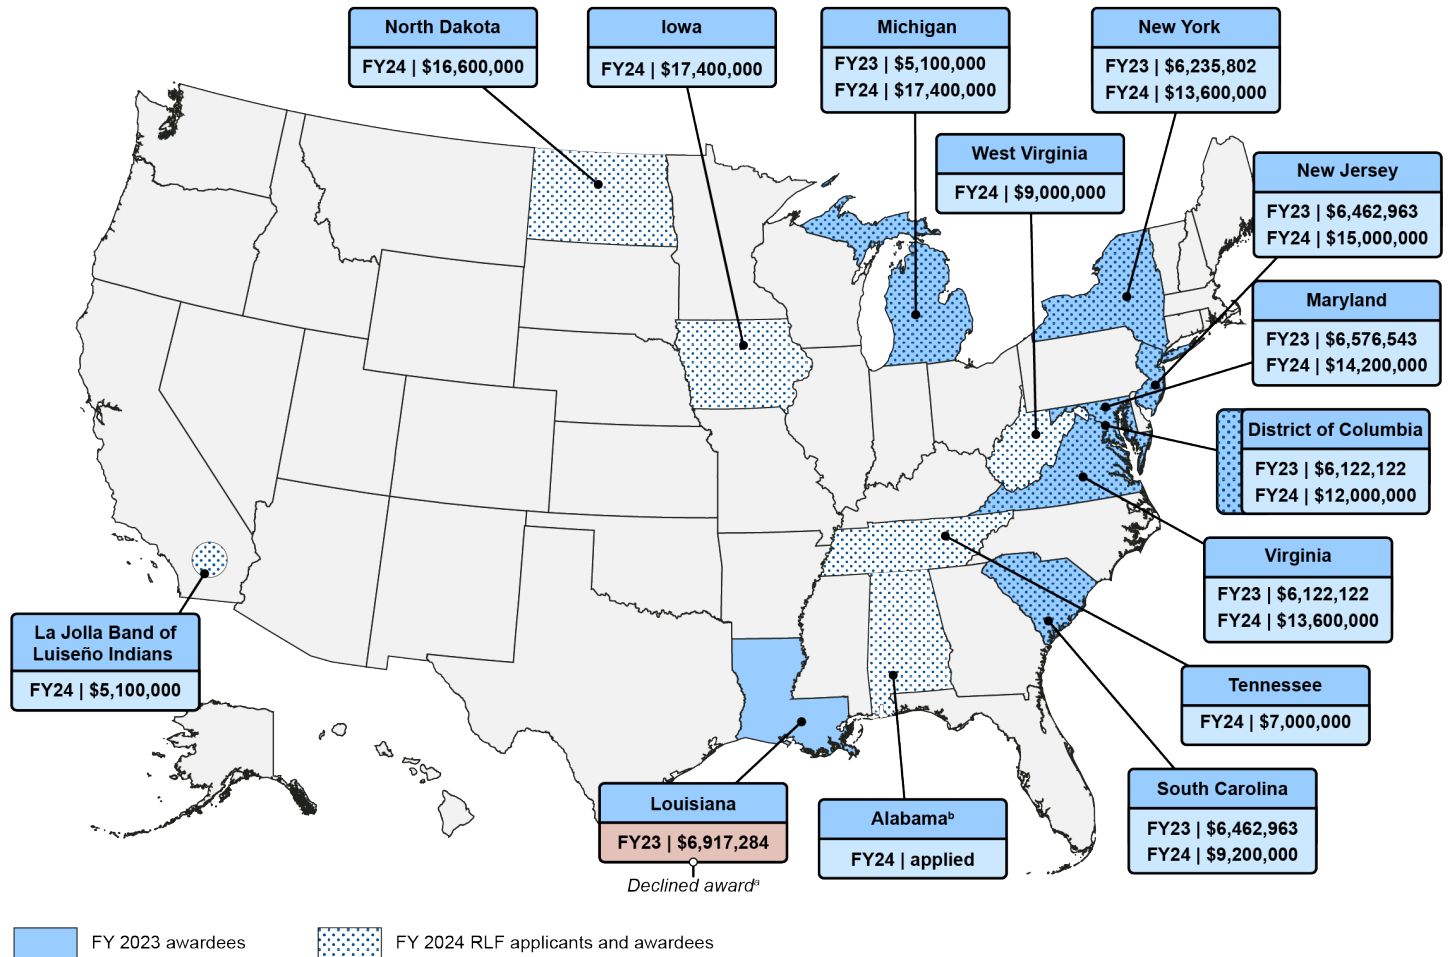 North Dakota
FY24 | $16,600,000
Iowa
FY24 | $17,400,000
Michigan
FY23 | $5,100,000
FY24 | $17,400,000
New York
FY23 | $6,235,802
FY24 | $13,600,000
West Virginia
FY24 | $9,000,000
New Jersey
FY23 | $6,462,963
FY24 | $15,000,000
Maryland
FY23 | $6,576,543
FY24 | $14,200,000
District of Columbia
FY23 | $6,122,122
FY24 | $12,000,000
Virginia
FY23 | $6,122,122
FY24 | $13,600,000
La Jolla Band of
Luiseño Indians
FY24 | $5,100,000
Tennessee
FY24 | $7,000,000
South Carolina
FY23 | $6,462,963
FY24 | $9,200,000
Louisiana
FY23 | $6,917,284
Declined awardᵃ
Alabamaᵇ
FY24 | applied
FY 2023 awardees
FY 2024 RLF applicants and awardees